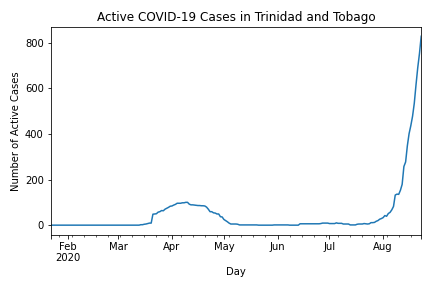 Active COVID-19 Cases in Trinidad and Tobago
Number of Active Cases
800
600
400
200
0
Feb Mar Apr May Jun Jul Aug
2020
Day